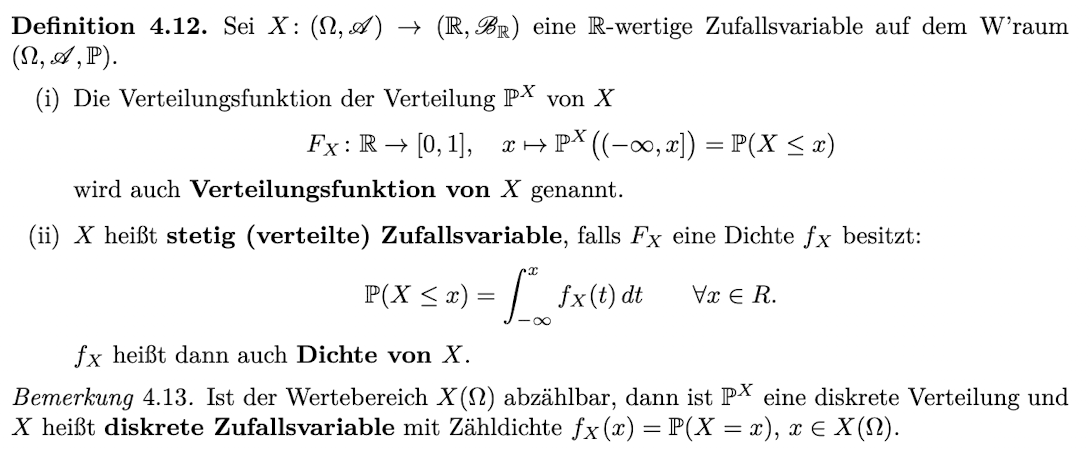 Definition 4.12. Sei X: (Ω, 𝒜) → (ℝ, ℬ_ℝ) eine ℝ-wertige Zufallsvariable auf dem W'raum
(Ω, 𝒜, ℙ).
(i) Die Verteilungsfunktion der Verteilung ℙ^X von X
F_X: ℝ → [0, 1], x ↦ ℙ^X((−∞, x]) = ℙ(X ≤ x)
wird auch Verteilungsfunktion von X genannt.
(ii) X heißt stetig (verteilte) Zufallsvariable, falls F_X eine Dichte f_X besitzt:
ℙ(X ≤ x) = ∫_{−∞}^{x} f_X(t) dt ∀x ∈ R.
f_X heißt dann auch Dichte von X.
Bemerkung 4.13. Ist der Wertebereich X(Ω) abzählbar, dann ist ℙ^X eine diskrete Verteilung und
X heißt diskrete Zufallsvariable mit Zähldichte f_X(x) = ℙ(X = x), x ∈ X(Ω).